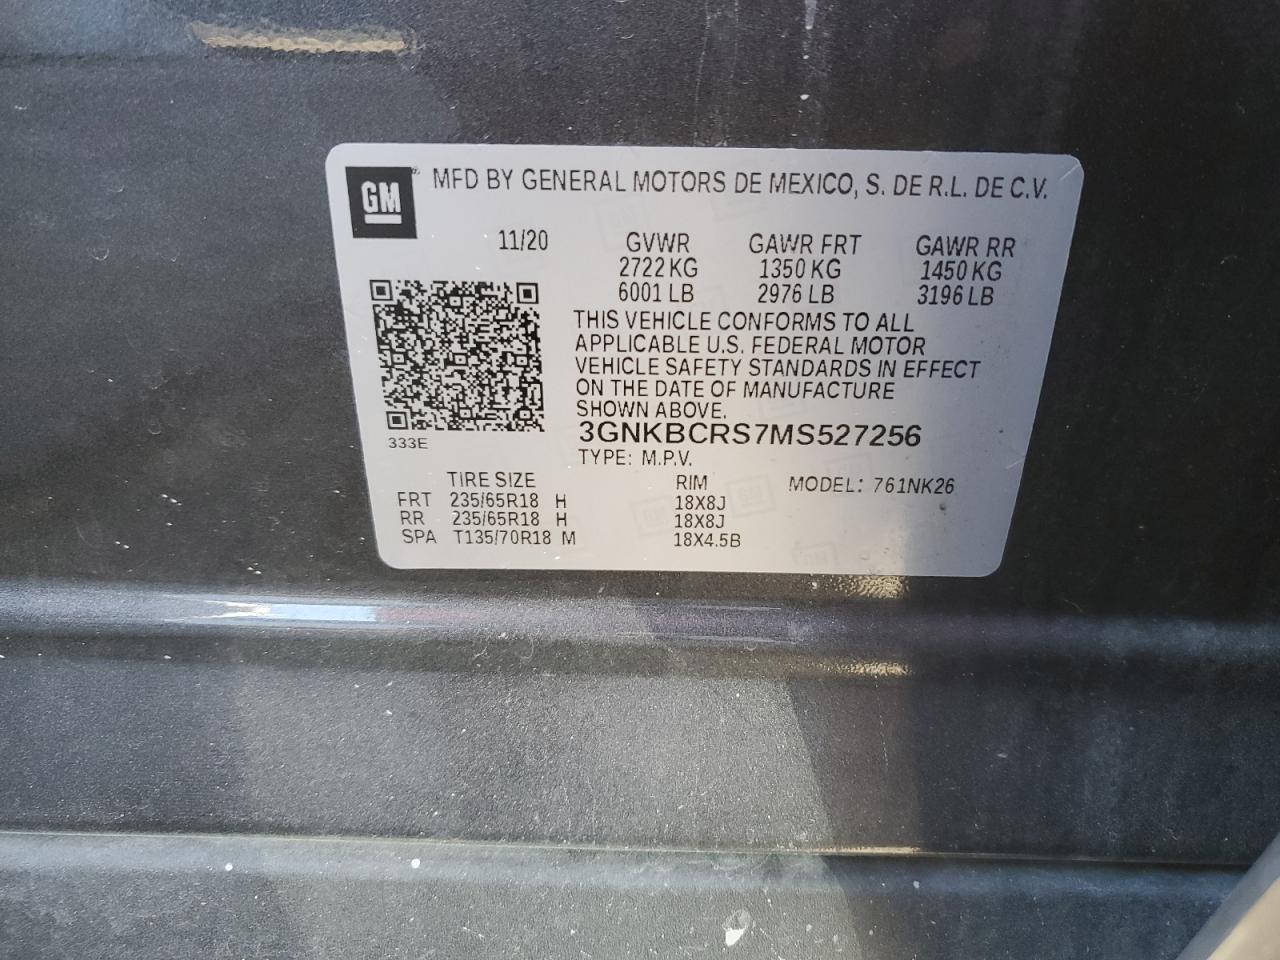 GM
MFD BY GENERAL MOTORS DE MEXICO, S. DE R.L. DE C.V.
11/20 GVWR GAWR FRT GAWR RR
2722 KG 1350 KG 1450 KG
6001 LB 2976 LB 3196 LB
THIS VEHICLE CONFORMS TO ALL
APPLICABLE U.S. FEDERAL MOTOR
VEHICLE SAFETY STANDARDS IN EFFECT
ON THE DATE OF MANUFACTURE
SHOWN ABOVE.
333E
3GNKBCRS7MS527256
TYPE: M.P.V.
TIRE SIZE RIM MODEL: 761NK26
FRT 235/65R18 H 18X8J
RR 235/65R18 H 18X8J
SPA T135/70R18 M 18X4.5B